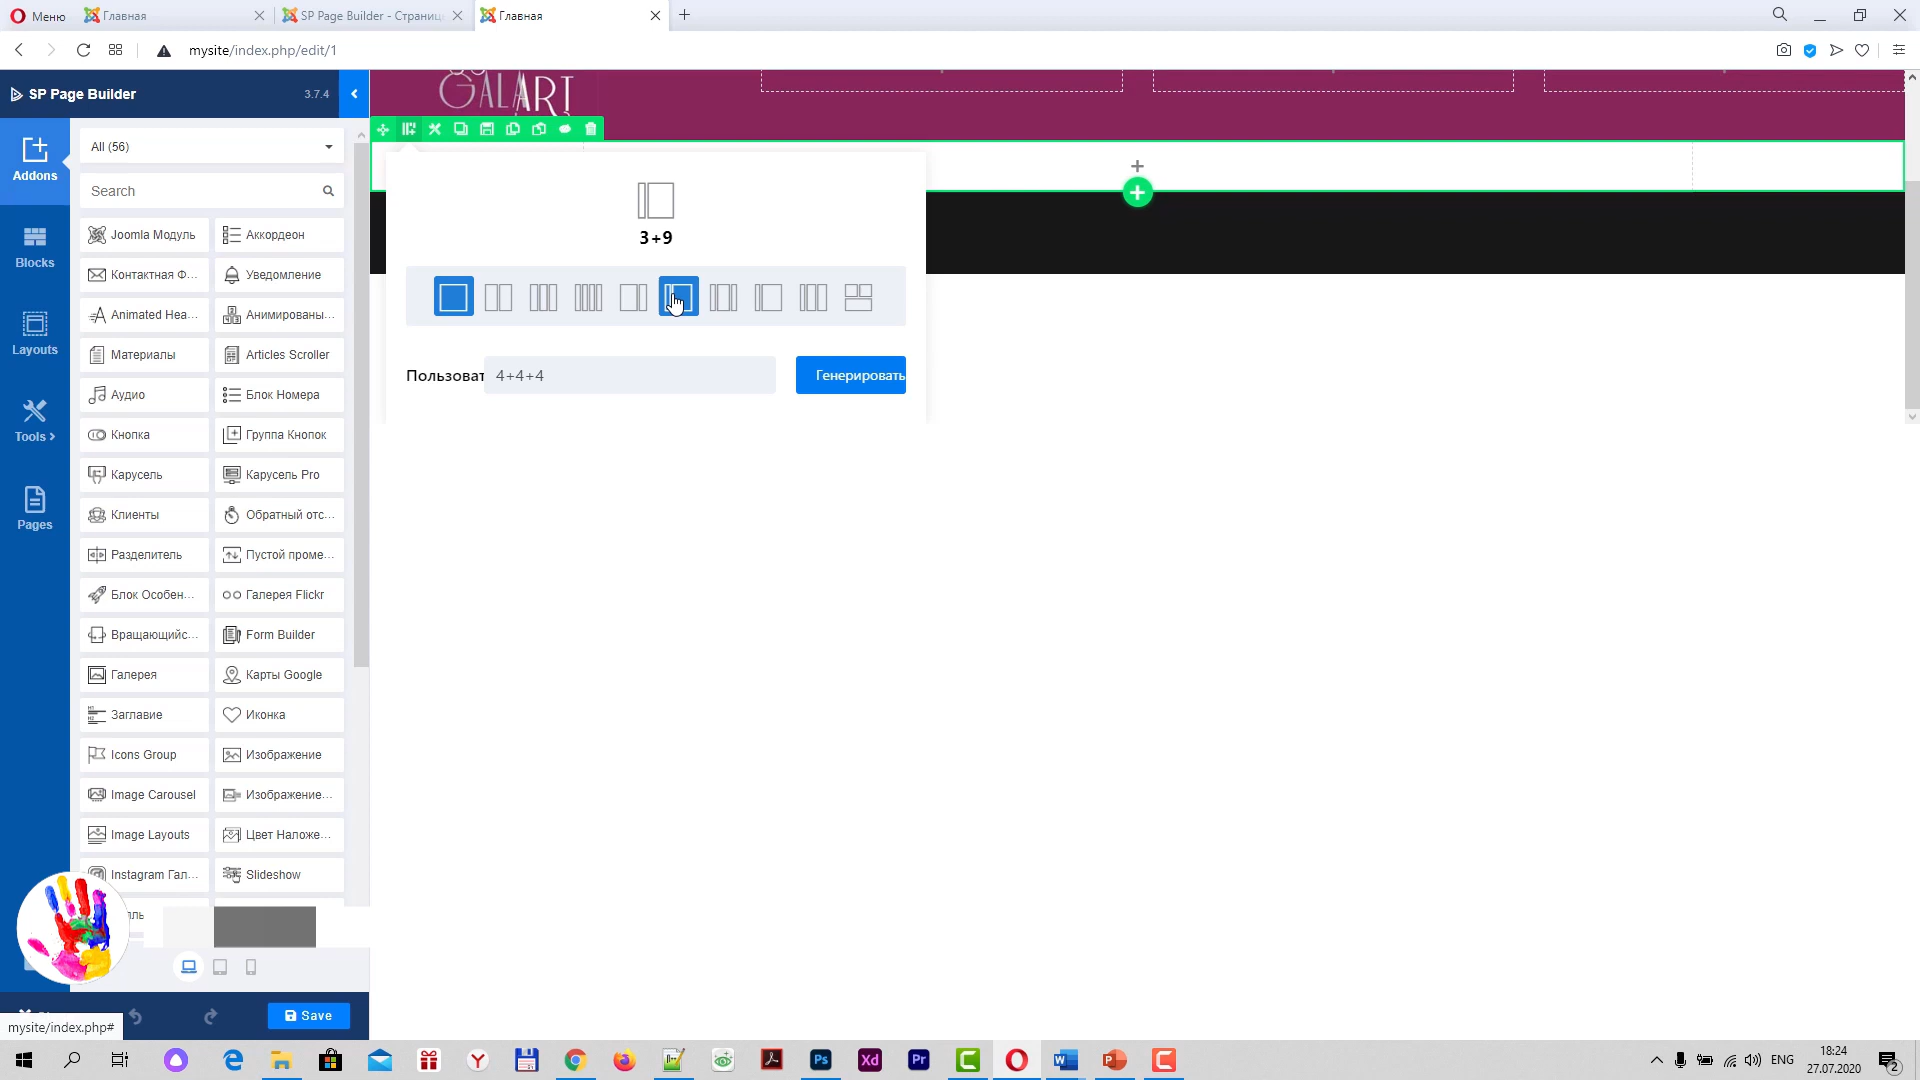 Меню
Главная
SP Page Builder - Страниц
Главная
mysite/index.php/edit/1
SP Page Builder
3.7.4
GALART
Addons
Blocks
Layouts
Tools
Pages
All (56)
Search
Joomla Модуль
Аккордеон
Контактная Ф...
Уведомление
Animated Hea...
Анимированы...
Материалы
Articles Scroller
Аудио
Блок Номера
Кнопка
Группа Кнопок
Карусель
Карусель Pro
Клиенты
Обратный отс...
Разделитель
Пустой проме...
Блок Особен...
Галерея Flickr
Вращающийс...
Form Builder
Галерея
Карты Google
Заглавие
Иконка
Icons Group
Изображение
Image Carousel
Изображение...
Image Layouts
Цвет Наложе...
Instagram Гал...
Slideshow
3+9
Пользоват
4+4+4
Генерировать
Save
mysite/index.php#
Ps
Xd
Pr
ENG
18:24
27.07.2020
2